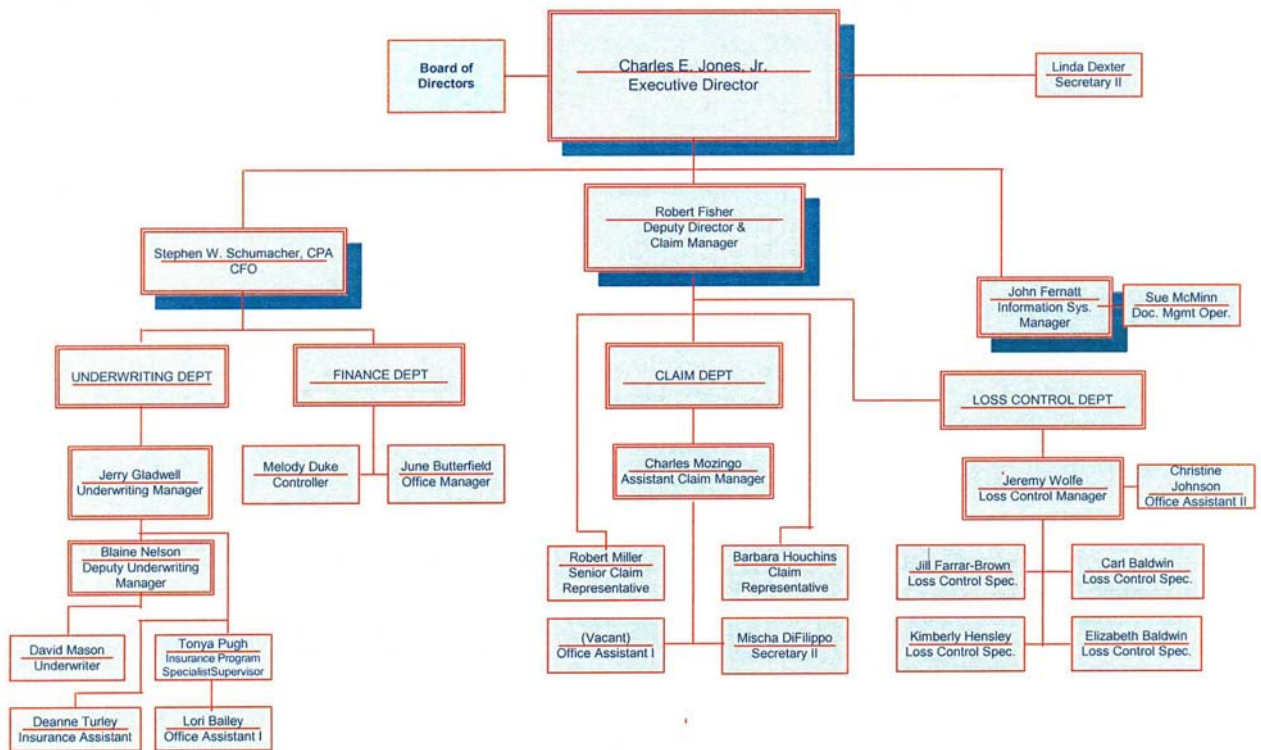 Board of
Directors
Charles E. Jones, Jr.
Executive Director
Linda Dexter
Secretary II
Stephen W. Schumacher, CPA
CFO
Robert Fisher
Deputy Director &
Claim Manager
John Fernatt
Information Sys.
Manager
Sue McMinn
Doc. Mgmt Oper.
UNDERWRITING DEPT
FINANCE DEPT
CLAIM DEPT
LOSS CONTROL DEPT
Jerry Gladwell
Underwriting Manager
Melody Duke
Controller
June Butterfield
Office Manager
Charles Mozingo
Assistant Claim Manager
Jeremy Wolfe
Loss Control Manager
Christine
Johnson
Office Assistant II
Blaine Nelson
Deputy Underwriting
Manager
Robert Miller
Senior Claim
Representative
Barbara Houchins
Claim
Representative
Jill Farrar-Brown
Loss Control Spec.
Carl Baldwin
Loss Control Spec.
David Mason
Underwriter
Tonya Pugh
Insurance Program
SpecialistSupervisor
(Vacant)
Office Assistant I
Mischa DiFilippo
Secretary II
Kimberly Hensley
Loss Control Spec.
Elizabeth Baldwin
Loss Control Spec.
Deanne Turley
Insurance Assistant
Lori Bailey
Office Assistant I